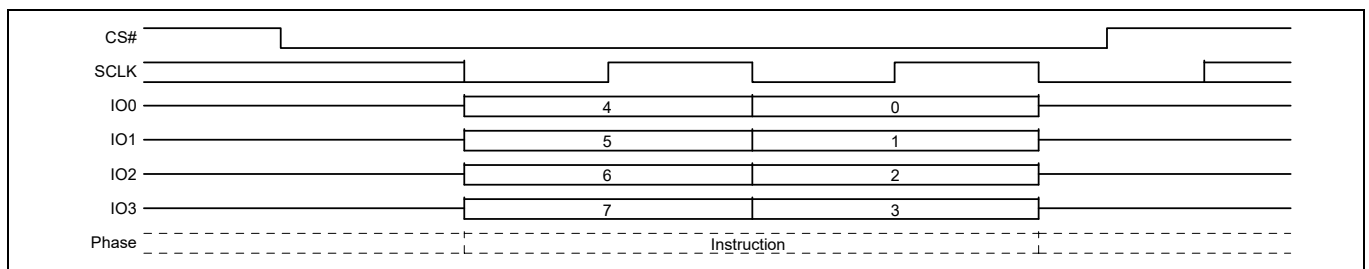 CS#
SCLK
IO0 4 0
IO1 5 1
IO2 6 2
IO3 7 3
Phase Instruction